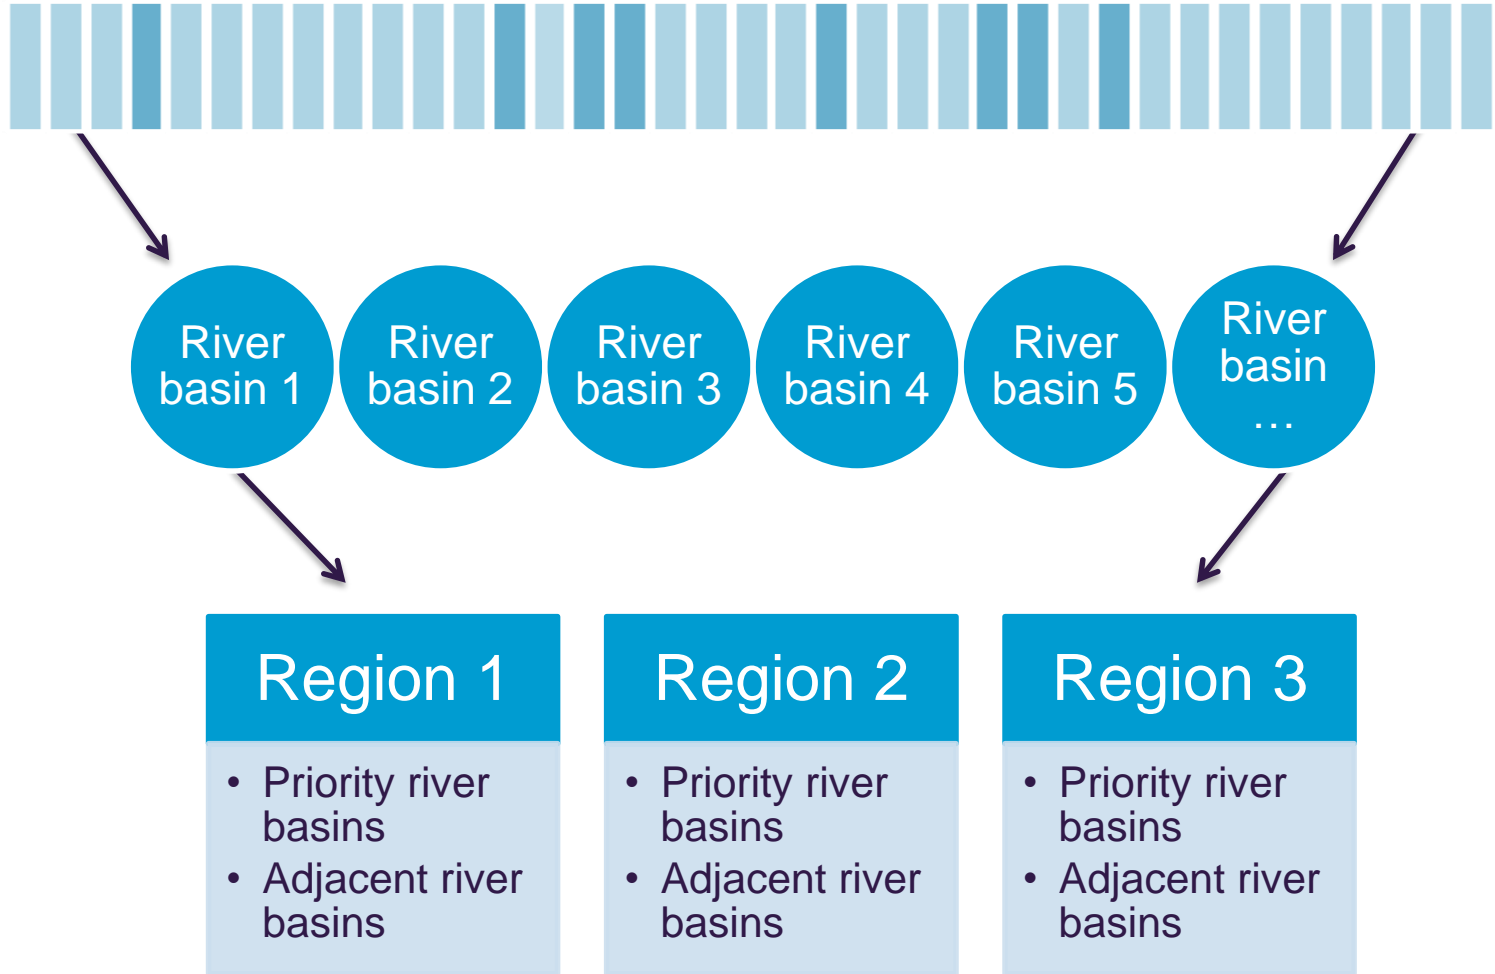 River
basin 1
River
basin 2
River
basin 3
River
basin 4
River
basin 5
River
basin
…
Region 1
• Priority river
basins
• Adjacent river
basins
Region 2
• Priority river
basins
• Adjacent river
basins
Region 3
• Priority river
basins
• Adjacent river
basins